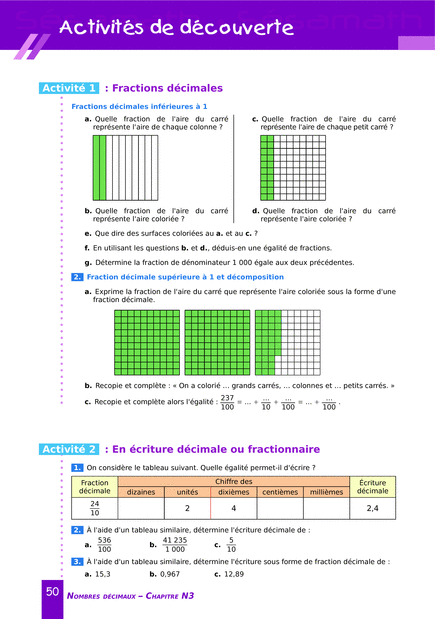 Activités de découverte
Activité 1 : Fractions décimales
Fractions décimales inférieures à 1
a. Quelle fraction de l'aire du carré
représente l'aire de chaque colonne ?
c. Quelle fraction de l'aire du carré
représente l'aire de chaque petit carré ?
b. Quelle fraction de l'aire du carré
représente l'aire coloriée ?
d. Quelle fraction de l'aire du carré
représente l'aire coloriée ?
e. Que dire des surfaces coloriées au a. et au c. ?
f. En utilisant les questions b. et d., déduis-en une égalité de fractions.
g. Détermine la fraction de dénominateur 1 000 égale aux deux précédentes.
2. Fraction décimale supérieure à 1 et décomposition
a. Exprime la fraction de l'aire du carré que représente l'aire coloriée sous la forme d'une
fraction décimale.
b. Recopie et complète : « On a colorié ... grands carrés, ... colonnes et ... petits carrés. »
c. Recopie et complète alors l'égalité : 237/100 = ... + .../10 + .../100 = ... + .../100 .
Activité 2 : En écriture décimale ou fractionnaire
1. On considère le tableau suivant. Quelle égalité permet-il d'écrire ?
Fraction décimale
Chiffre des
Écriture décimale
dizaines unités dixièmes centièmes millièmes
24/10 2 4 2,4
2. À l'aide d'un tableau similaire, détermine l'écriture décimale de :
a. 536/100 b. 41 235/1 000 c. 5/10
3. À l'aide d'un tableau similaire, détermine l'écriture sous forme de fraction décimale de :
a. 15,3 b. 0,967 c. 12,89
50 Nombres décimaux – Chapitre N3